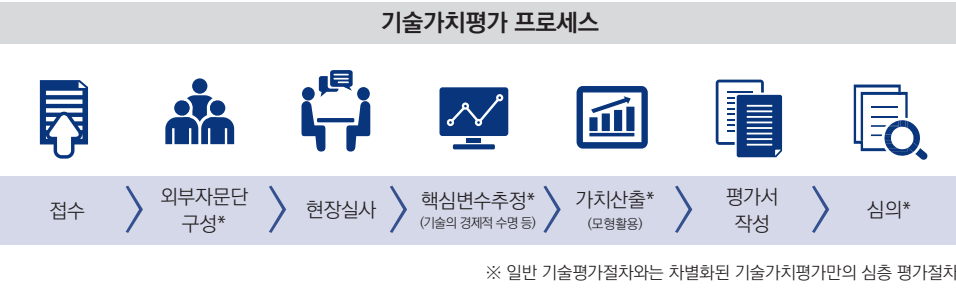 기술가치평가 프로세스
접수
외부자문단
구성*
현장실사
핵심변수추정*
(기술의 경제적 수명 등)
가치산출*
(모형활용)
평가서
작성
심의*
※ 일반 기술평가절차와는 차별화된 기술가치평가만의 심층 평가절차